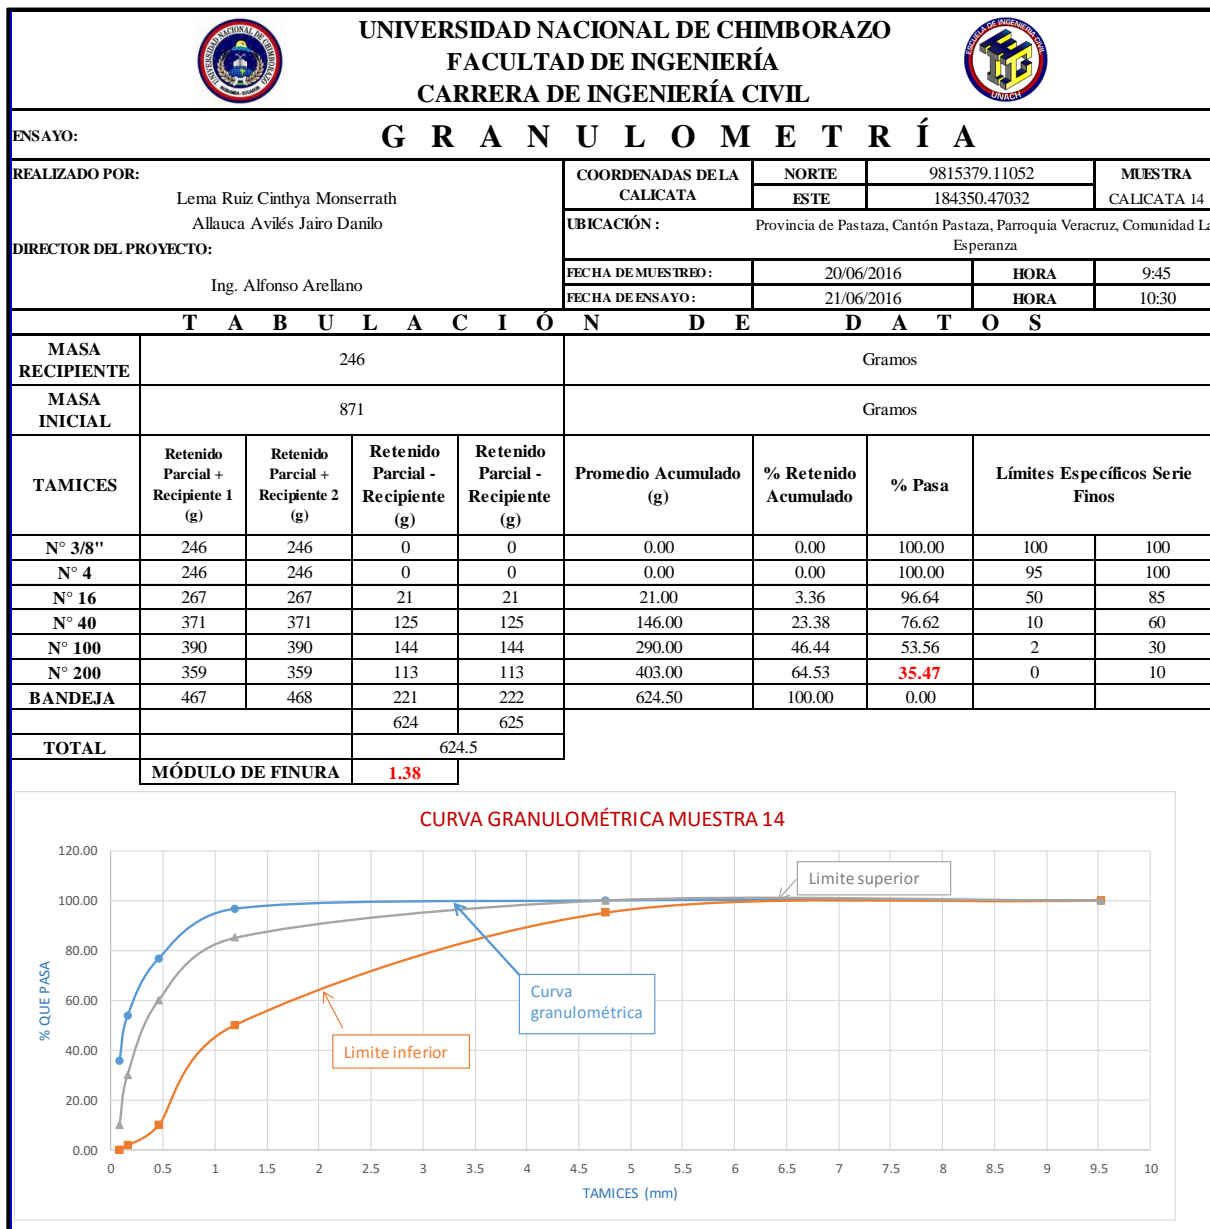 UNIVERSIDAD NACIONAL DE CHIMBORAZO
FACULTAD DE INGENIERÍA
CARRERA DE INGENIERÍA CIVIL
UNIVERSIDAD NACIONAL DE CHIMBORAZO
RIOBAMBA-ECUADOR
ESCUELA DE INGENIERIA CIVIL
UNACH
ENSAYO: G R A N U L O M E T R Í A
REALIZADO POR:
Lema Ruiz Cinthya Monserrath
Allauca Avilés Jairo Danilo
DIRECTOR DEL PROYECTO:
Ing. Alfonso Arellano
COORDENADAS DE LA CALICATA NORTE 9815379.11052 MUESTRA
ESTE 184350.47032 CALICATA 14
UBICACIÓN : Provincia de Pastaza, Cantón Pastaza, Parroquia Veracruz, Comunidad La
Esperanza
FECHA DE MUESTREO : 20/06/2016 HORA 9:45
FECHA DE ENSAYO : 21/06/2016 HORA 10:30
T A B U L A C I Ó N D E D A T O S
MASA RECIPIENTE 246 Gramos
MASA INICIAL 871 Gramos
TAMICES Retenido Parcial + Recipiente 1 (g) Retenido Parcial + Recipiente 2 (g) Retenido Parcial - Recipiente (g) Retenido Parcial - Recipiente (g) Promedio Acumulado (g) % Retenido Acumulado % Pasa Límites Específicos Serie Finos
N° 3/8" 246 246 0 0 0.00 0.00 100.00 100 100
N° 4 246 246 0 0 0.00 0.00 100.00 95 100
N° 16 267 267 21 21 21.00 3.36 96.64 50 85
N° 40 371 371 125 125 146.00 23.38 76.62 10 60
N° 100 390 390 144 144 290.00 46.44 53.56 2 30
N° 200 359 359 113 113 403.00 64.53 35.47 0 10
BANDEJA 467 468 221 222 624.50 100.00 0.00
624 625
TOTAL 624.5
MÓDULO DE FINURA 1.38
CURVA GRANULOMÉTRICA MUESTRA 14
120.00
100.00
80.00
60.00
40.00
20.00
0.00
% QUE PASA
Limite superior
Curva
granulométrica
Limite inferior
0 0.5 1 1.5 2 2.5 3 3.5 4 4.5 5 5.5 6 6.5 7 7.5 8 8.5 9 9.5 10
TAMICES (mm)